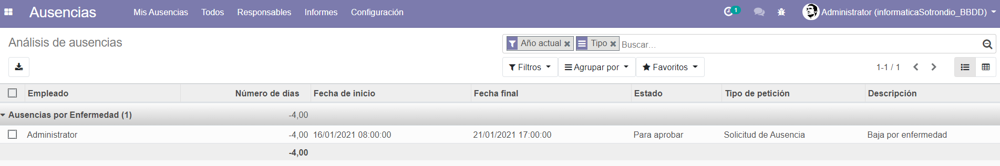 Ausencias Mis Ausencias Todos Responsables Informes Configuración 1 Administrator (informaticaSotrondio_BBDD)
Análisis de ausencias Año actual Tipo Buscar...
Filtros Agrupar por Favoritos 1-1 / 1
Empleado Número de días Fecha de inicio Fecha final Estado Tipo de petición Descripción
Ausencias por Enfermedad (1) -4,00
Administrator -4,00 16/01/2021 08:00:00 21/01/2021 17:00:00 Para aprobar Solicitud de Ausencia Baja por enfermedad
-4,00